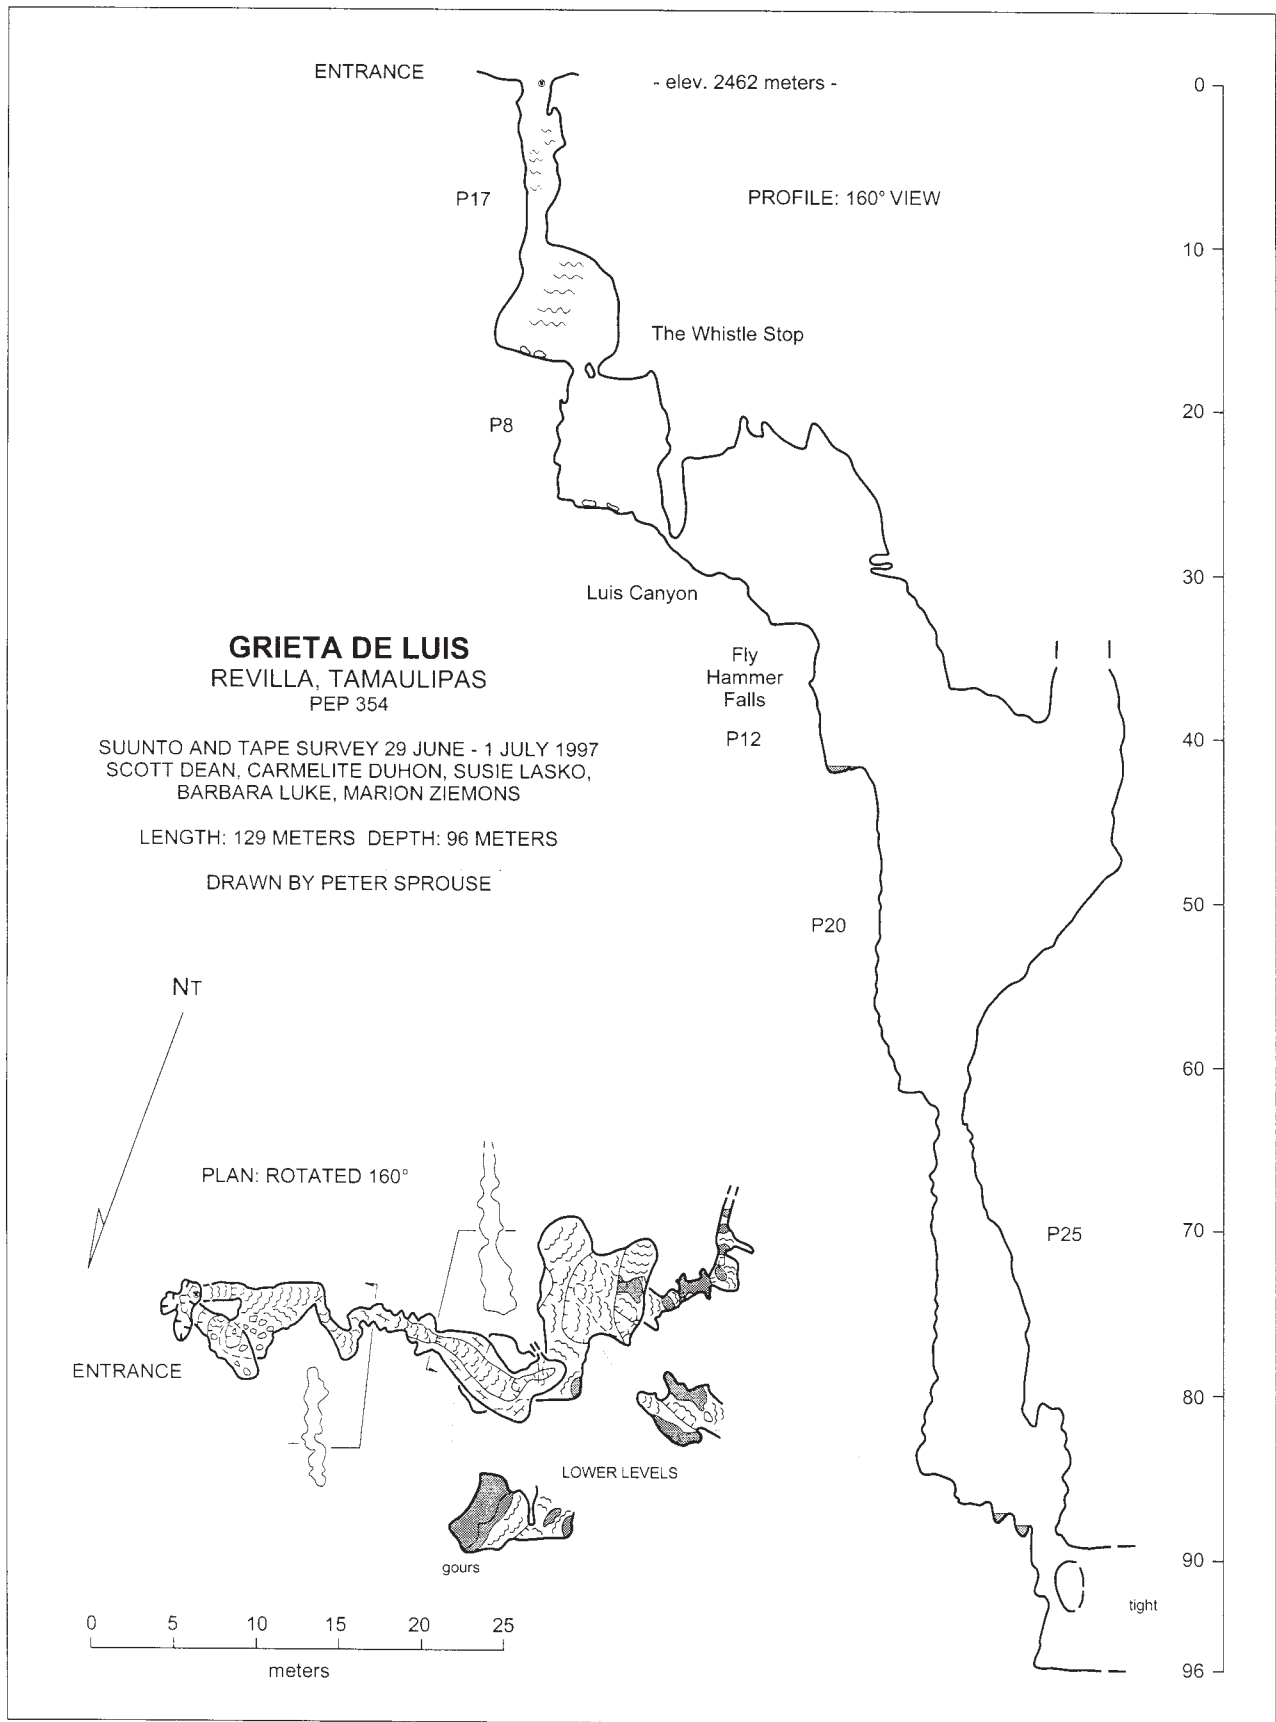 ENTRANCE
- elev. 2462 meters -
0
P17
PROFILE: 160° VIEW
10
The Whistle Stop
20
P8
30
Luis Canyon
GRIETA DE LUIS
REVILLA, TAMAULIPAS
PEP 354
Fly
Hammer
Falls
P12
40
SUUNTO AND TAPE SURVEY 29 JUNE - 1 JULY 1997
SCOTT DEAN, CARMELITE DUHON, SUSIE LASKO,
BARBARA LUKE, MARION ZIEMONS
LENGTH: 129 METERS DEPTH: 96 METERS
DRAWN BY PETER SPROUSE
50
P20
NT
60
PLAN: ROTATED 160°
70
P25
ENTRANCE
80
LOWER LEVELS
gours
90
tight
0 5 10 15 20 25
meters
96